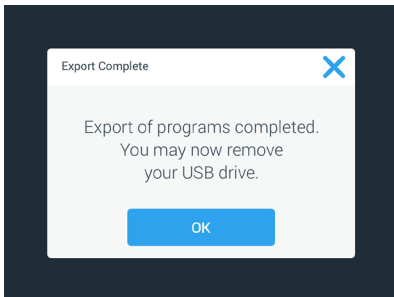 Export Complete
Export of programs completed.
You may now remove
your USB drive.
OK